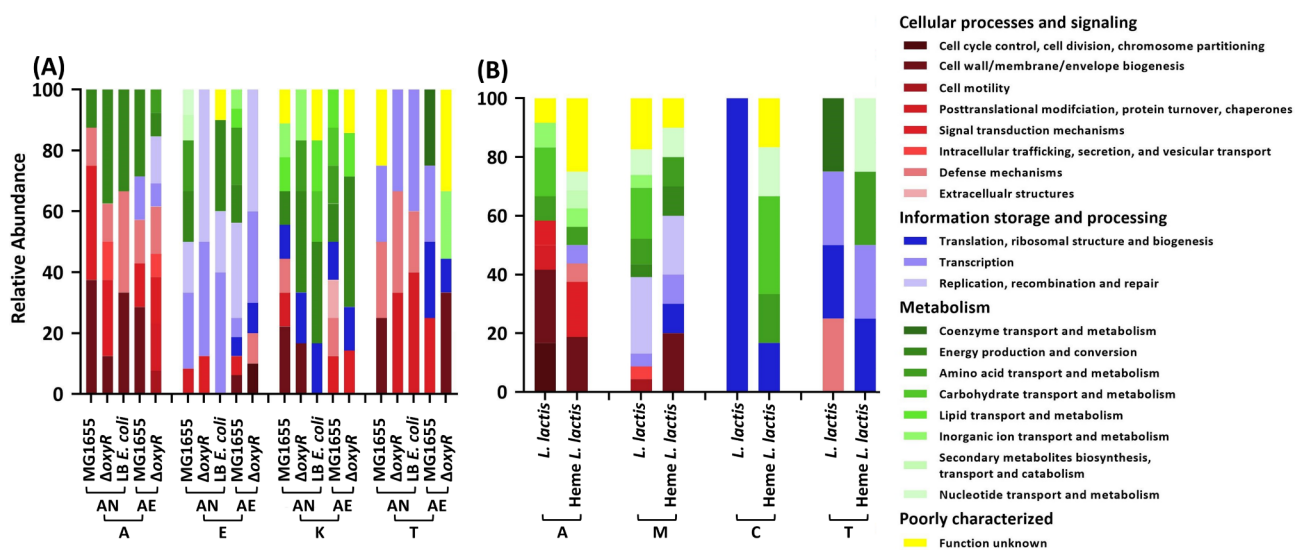 (A)
Relative Abundance
100
80
60
40
20
0
MG1655
ΔoxyR
LB E. coli
MG1655
ΔoxyR
MG1655
ΔoxyR
LB E. coli
MG1655
ΔoxyR
MG1655
ΔoxyR
LB E. coli
MG1655
ΔoxyR
MG1655
ΔoxyR
LB E. coli
MG1655
ΔoxyR
AN AE AN AE AN AE AN AE
A E K T
(B)
100
80
60
40
20
0
L. lactis
Heme L. lactis
L. lactis
Heme L. lactis
L. lactis
Heme L. lactis
L. lactis
Heme L. lactis
A M C T
Cellular processes and signaling
Cell cycle control, cell division, chromosome partitioning
Cell wall/membrane/envelope biogenesis
Cell motility
Posttranslational modifciation, protein turnover, chaperones
Signal transduction mechanisms
Intracellular trafficking, secretion, and vesicular transport
Defense mechanisms
Extracellualr structures
Information storage and processing
Translation, ribosomal structure and biogenesis
Transcription
Replication, recombination and repair
Metabolism
Coenzyme transport and metabolism
Energy production and conversion
Amino acid transport and metabolism
Carbohydrate transport and metabolism
Lipid transport and metabolism
Inorganic ion transport and metabolism
Secondary metabolites biosynthesis,
transport and catabolism
Nucleotide transport and metabolism
Poorly characterized
Function unknown